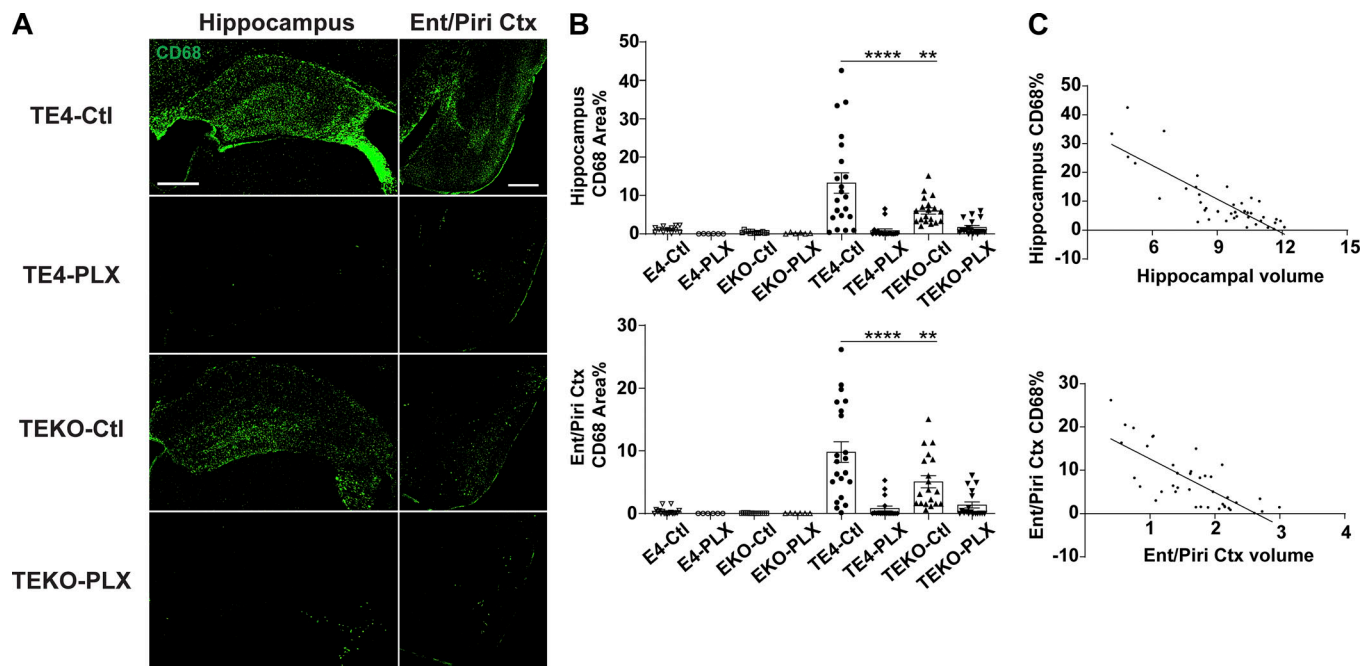 A
Hippocampus
Ent/Piri Ctx
CD68
TE4-Ctl
TE4-PLX
TEKO-Ctl
TEKO-PLX
B
Hippocampus
CD68 Area%
50
40
30
20
10
0
**** **
E4-Ctl
E4-PLX
EKO-Ctl
EKO-PLX
TE4-Ctl
TE4-PLX
TEKO-Ctl
TEKO-PLX
Ent/Piri Ctx
CD68 Area%
30
20
10
0
**** **
E4-Ctl
E4-PLX
EKO-Ctl
EKO-PLX
TE4-Ctl
TE4-PLX
TEKO-Ctl
TEKO-PLX
C
Hippocampus CD68%
50
40
30
20
10
0
-10
6
9
12
15
Hippocampal volume
Ent/Piri Ctx CD68%
30
20
10
0
-10
1
2
3
4
Ent/Piri Ctx volume